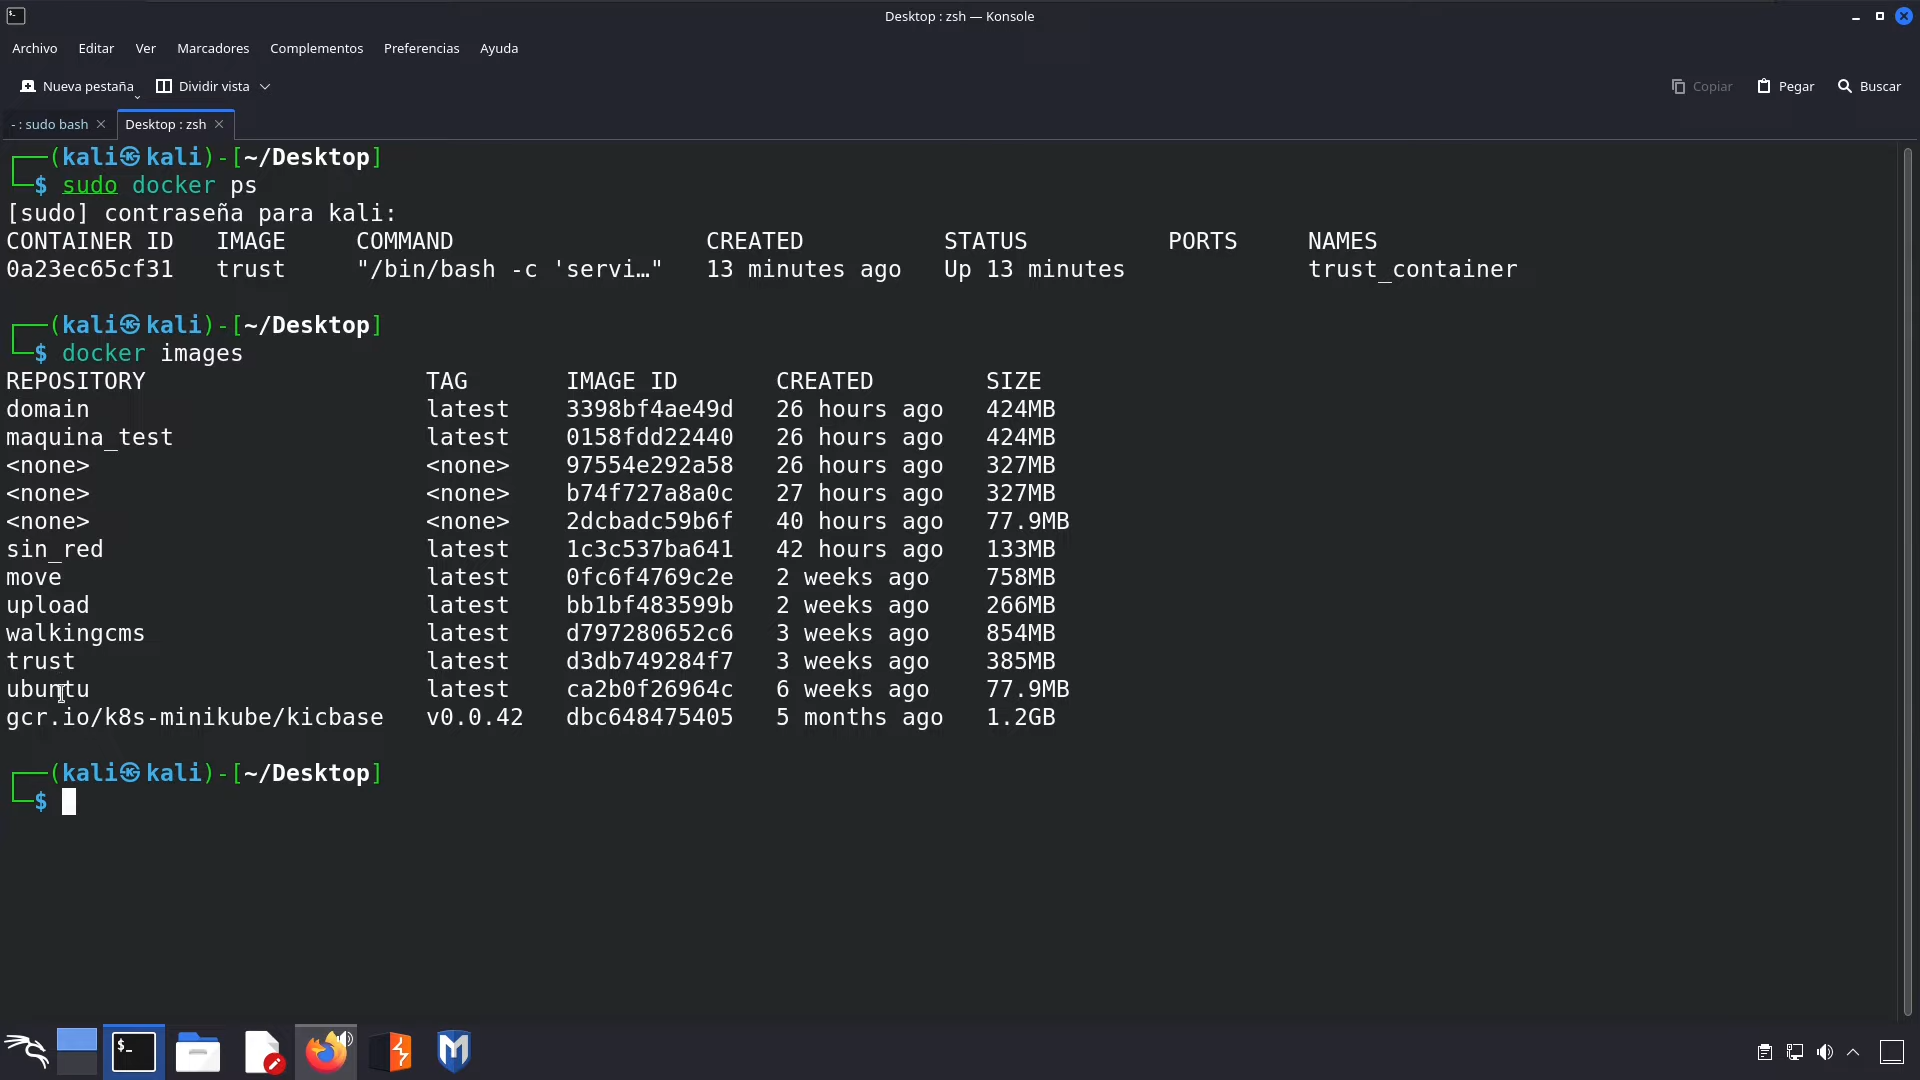 Desktop : zsh — Konsole
Archivo Editar Ver Marcadores Complementos Preferencias Ayuda
Nueva pestaña Dividir vista Copiar Pegar Buscar
- : sudo bash Desktop : zsh
┌──(kali㉿kali)-[~/Desktop]
└─$ sudo docker ps
[sudo] contraseña para kali:
CONTAINER ID   IMAGE     COMMAND                  CREATED          STATUS          PORTS     NAMES
0a23ec65cf31   trust     "/bin/bash -c 'servi…"   13 minutes ago   Up 13 minutes             trust_container
┌──(kali㉿kali)-[~/Desktop]
└─$ docker images
REPOSITORY                    TAG       IMAGE ID       CREATED        SIZE
domain                        latest    3398bf4ae49d   26 hours ago   424MB
maquina_test                  latest    0158fdd22440   26 hours ago   424MB
<none>                        <none>    97554e292a58   26 hours ago   327MB
<none>                        <none>    b74f727a8a0c   27 hours ago   327MB
<none>                        <none>    2dcbadc59b6f   40 hours ago   77.9MB
sin_red                       latest    1c3c537ba641   42 hours ago   133MB
move                          latest    0fc6f4769c2e   2 weeks ago    758MB
upload                        latest    bb1bf483599b   2 weeks ago    266MB
walkingcms                    latest    d797280652c6   3 weeks ago    854MB
trust                         latest    d3db749284f7   3 weeks ago    385MB
ubuntu                        latest    ca2b0f26964c   6 weeks ago    77.9MB
gcr.io/k8s-minikube/kicbase   v0.0.42   dbc648475405   5 months ago   1.2GB
┌──(kali㉿kali)-[~/Desktop]
└─$